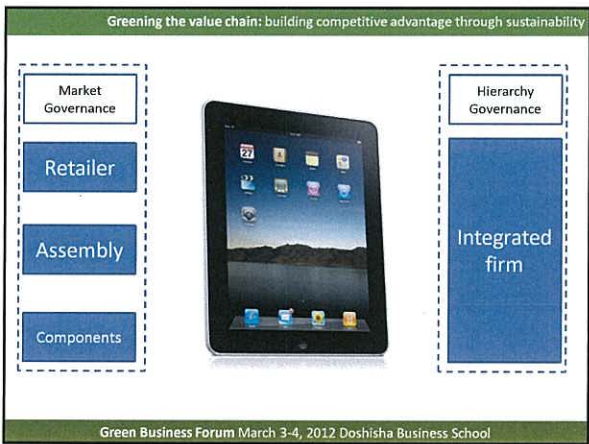 Greening the value chain: building competitive advantage through sustainability
Market
Governance
Retailer
Assembly
Components
27
Hierarchy
Governance
Integrated
firm
Green Business Forum March 3-4, 2012 Doshisha Business School